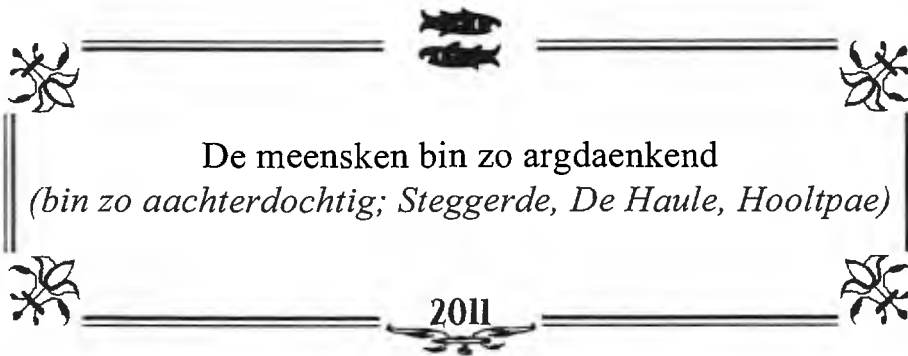 De meensken bin zo argdaenkend
(bin zo aachterdochtig; Steggerde, De Haule, Hooltpae)
2011